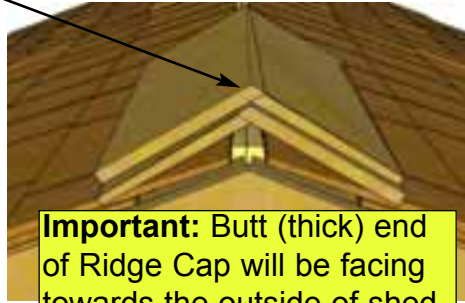 Important: Butt (thick) end
of Ridge Cap will be facing
towards the outside of shed